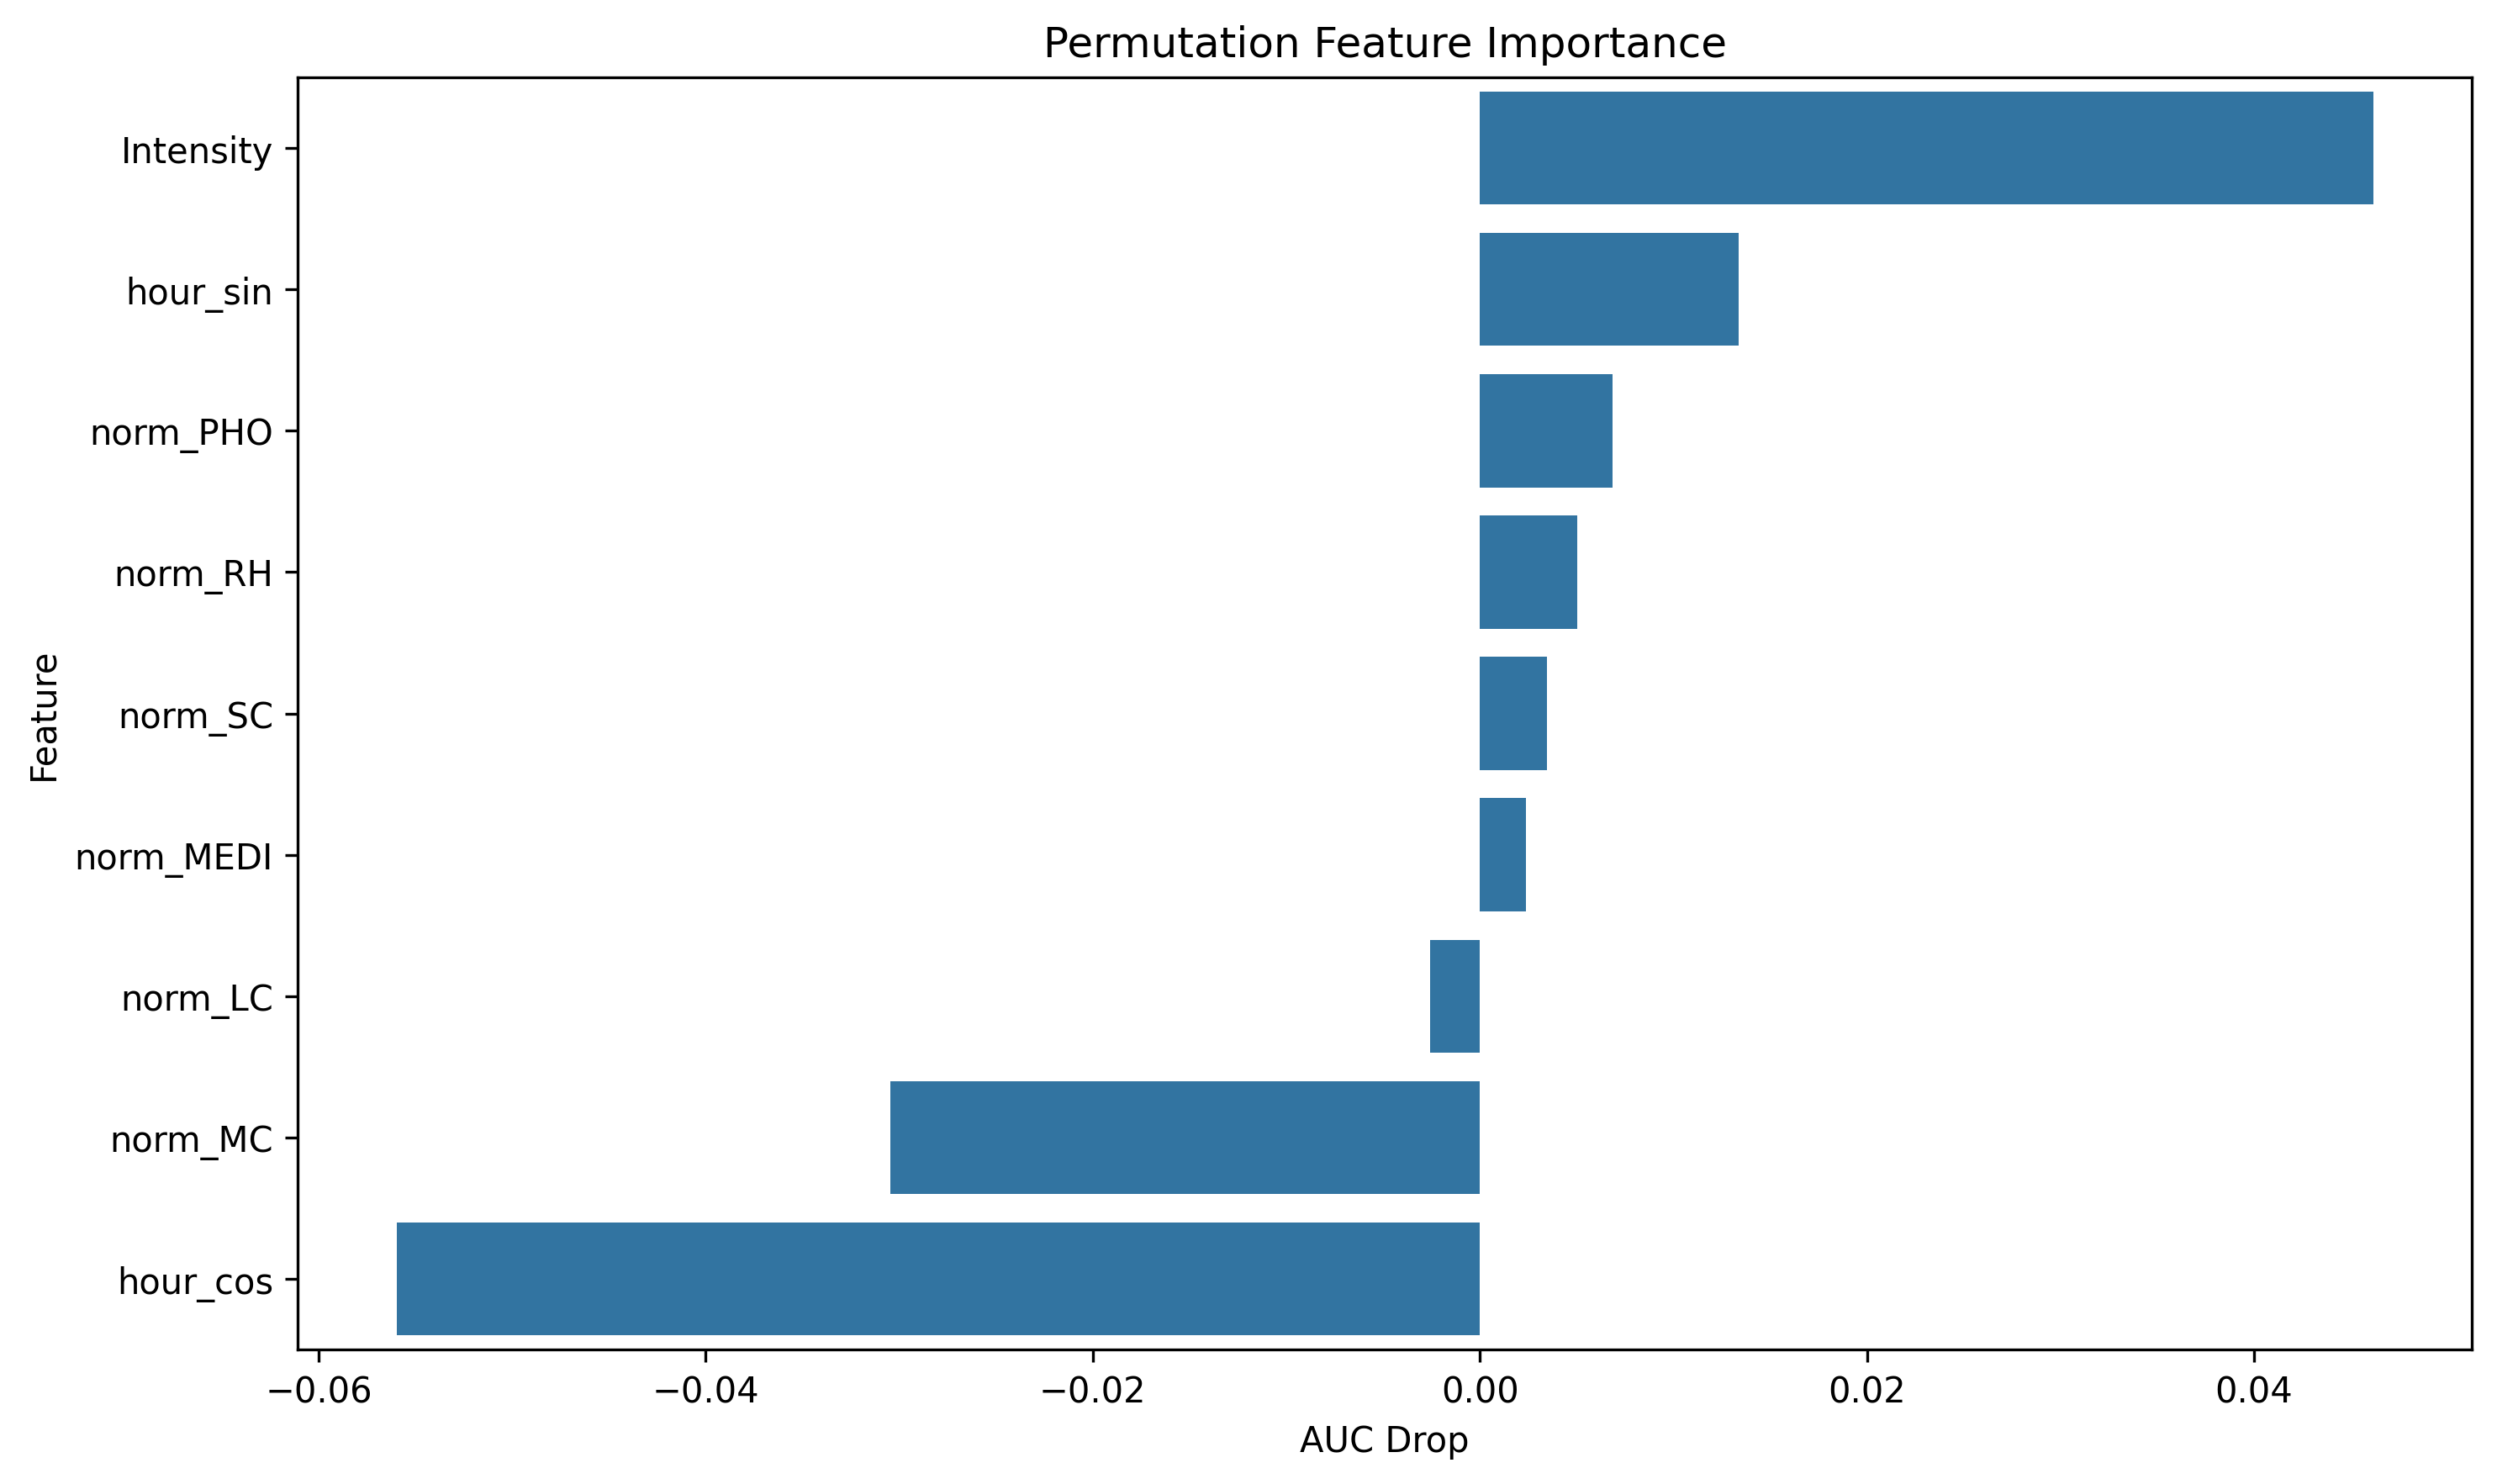 Permutation Feature Importance
Intensity
hour_sin
norm_PHO
norm_RH
norm_SC
norm_MEDI
norm_LC
norm_MC
hour_cos
Feature
−0.06 −0.04 −0.02 0.00 0.02 0.04
AUC Drop